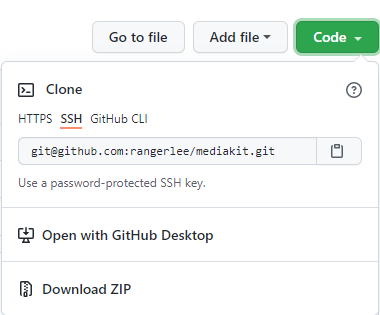 Go to file Add file Code
Clone
HTTPS SSH GitHub CLI
git@github.com:rangerlee/mediakit.git
Use a password-protected SSH key.
Open with GitHub Desktop
Download ZIP